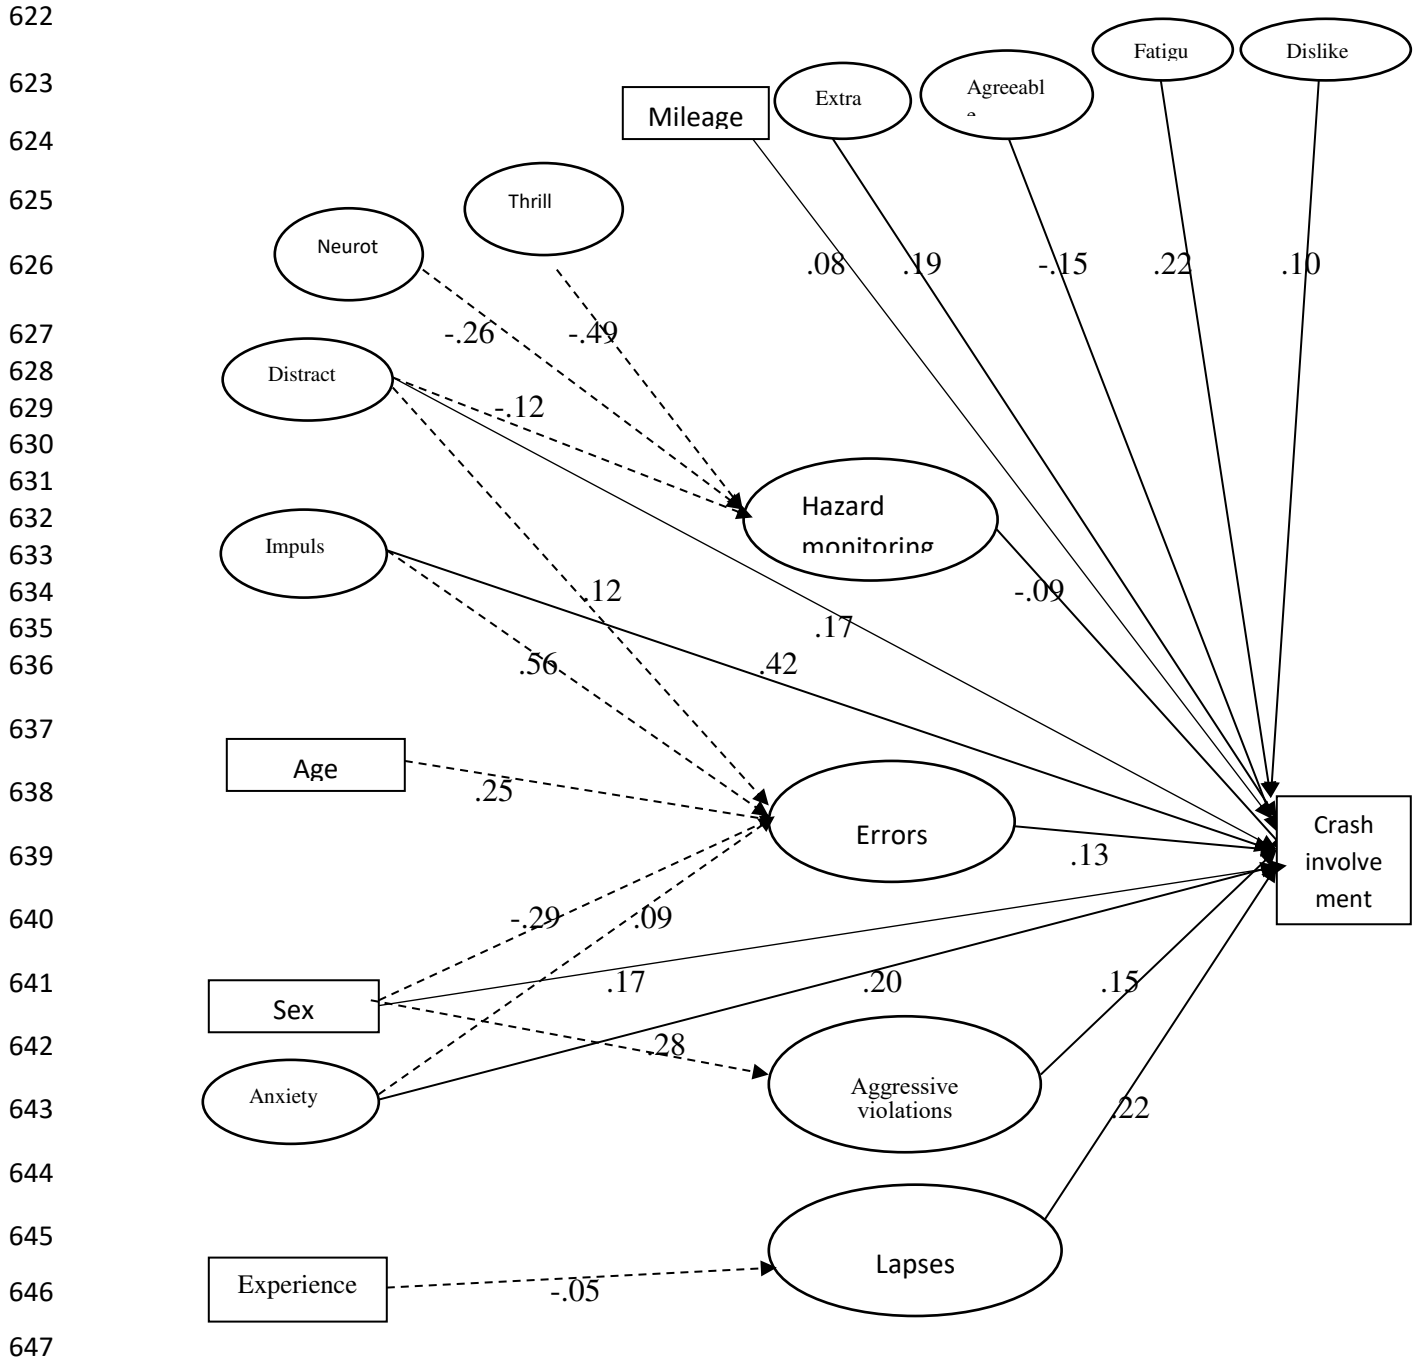 622
Fatigu
Dislike
623
Extra
Agreeabl
e
Mileage
624
625
Thrill
Neurot
626
.08
.19
-.15
.22
.10
627
-.26
-.49
628
Distract
629
-.12
630
631
632
Hazard
monitoring
633
Impuls
634
.12
-.09
635
.17
636
.56
.42
637
Age
638
.25
Errors
Crash
involve
ment
639
.13
640
-.29
.09
641
.17
.20
.15
Sex
642
.28
Anxiety
Aggressive
violations
643
.22
644
645
Lapses
Experience
646
-.05
647